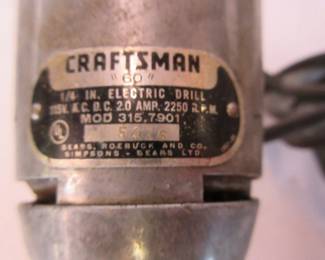 CRAFTSMAN
"60"
1/4 IN. ELECTRIC DRILL
115V. A.C. D.C. 2.0 AMP. 2250 R.P.M.
MOD 315.7901
UL
SEARS, ROEBUCK AND CO.
SIMPSONS - SEARS LTD.